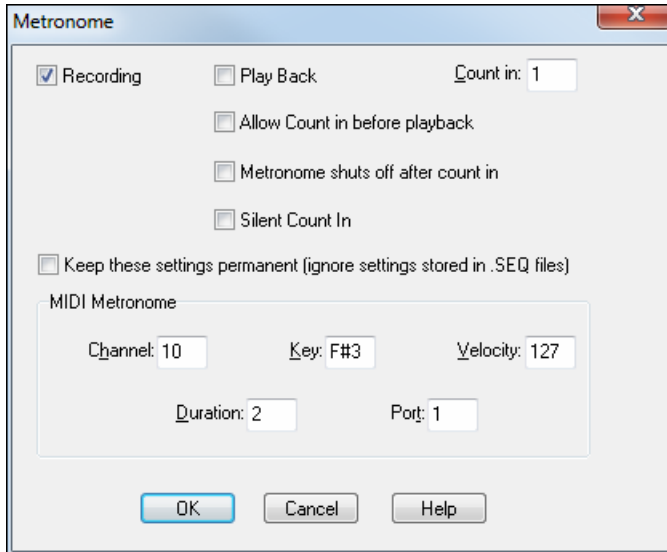 Metronome
Recording Play Back Count in: 1
Allow Count in before playback
Metronome shuts off after count in
Silent Count In
Keep these settings permanent (ignore settings stored in .SEQ files)
MIDI Metronome
Channel: 10 Key: F#3 Velocity: 127
Duration: 2 Port: 1
OK Cancel Help